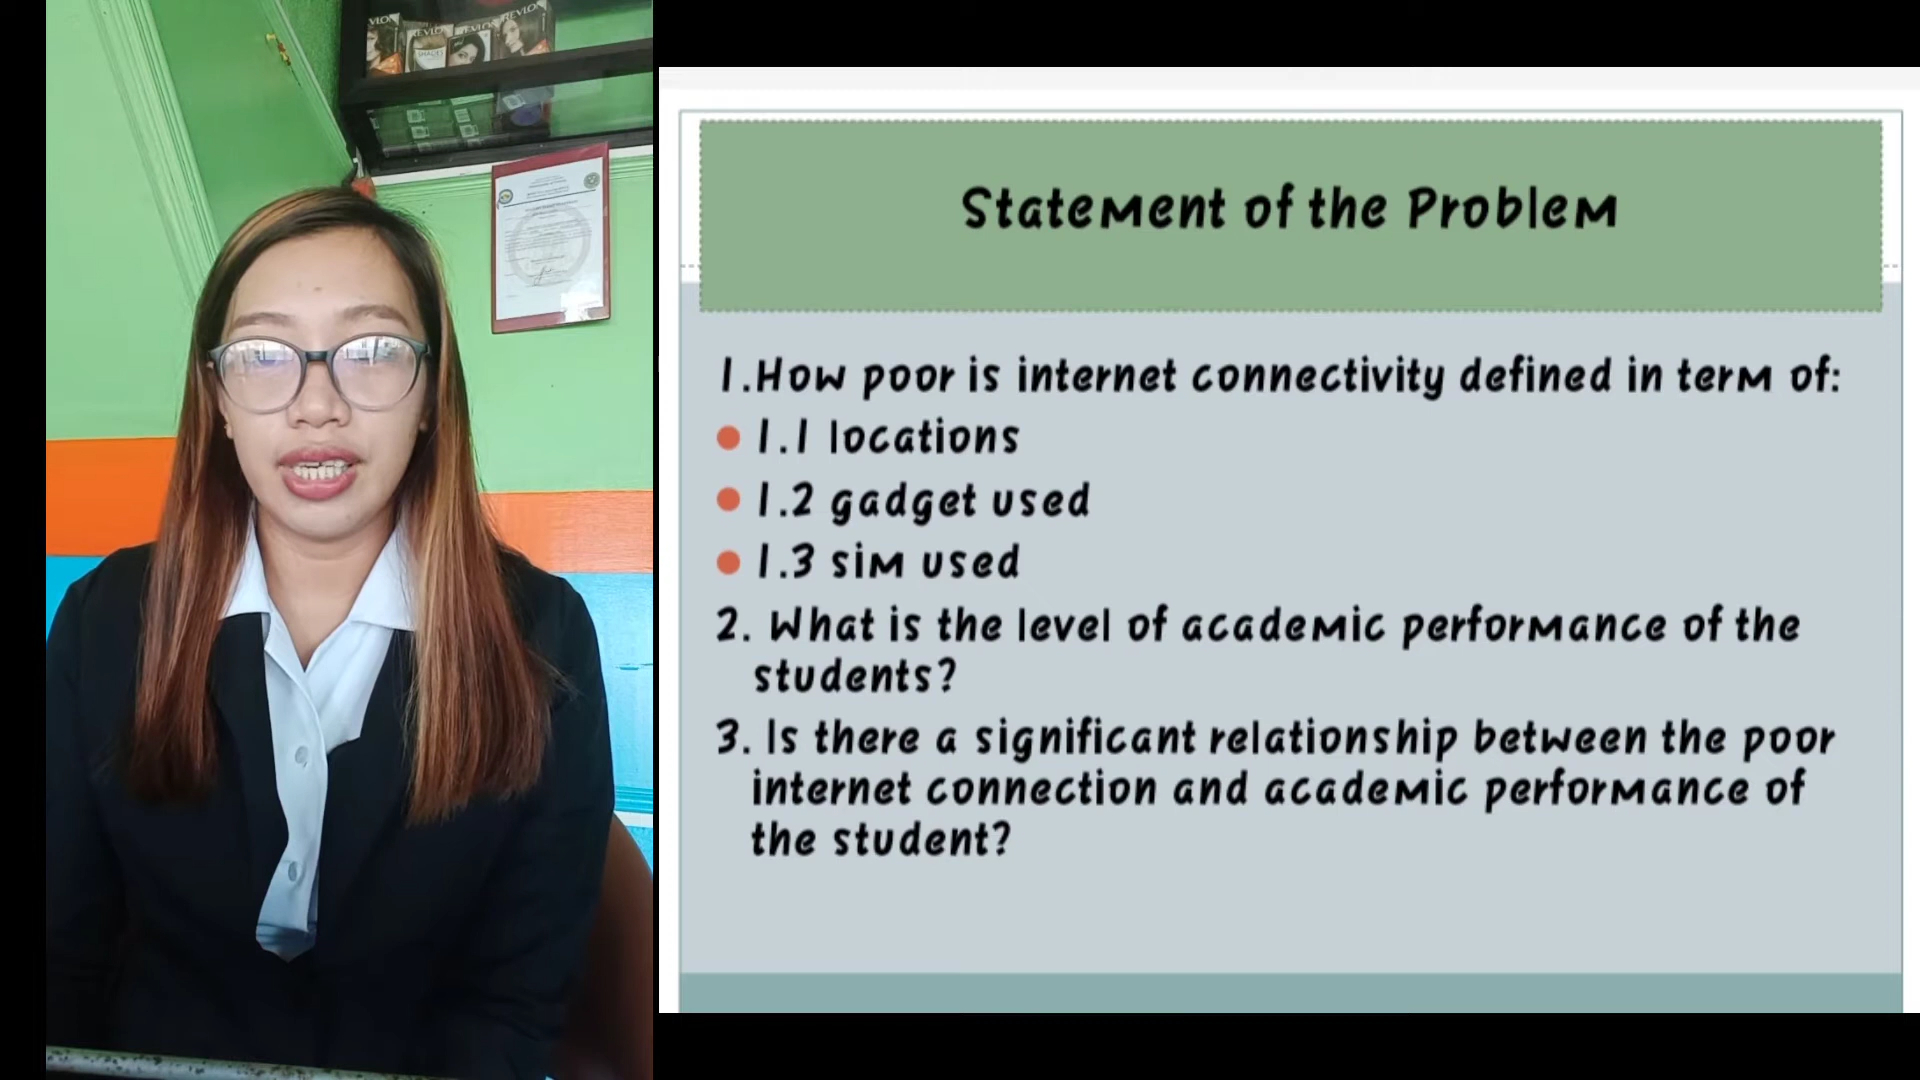 REVLON
REVLON
Statement of the Problem
1.How poor is internet connectivity defined in term of:
1.1 locations
1.2 gadget used
1.3 sim used
2. What is the level of academic performance of the
students?
3. Is there a significant relationship between the poor
internet connection and academic performance of
the student?